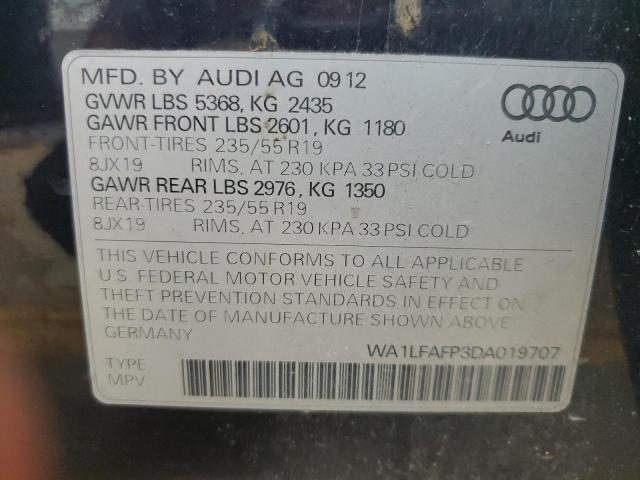 MFD. BY AUDI AG 0912
GVWR LBS 5368, KG 2435
GAWR FRONT LBS 2601, KG 1180
FRONT-TIRES 235/55 R19
8JX19 RIMS, AT 230 KPA 33 PSI COLD
GAWR REAR LBS 2976, KG 1350
REAR-TIRES 235/55 R19
8JX19 RIMS, AT 230 KPA 33 PSI COLD
Audi
THIS VEHICLE CONFORMS TO ALL APPLICABLE
U.S. FEDERAL MOTOR VEHICLE SAFETY AND
THEFT PREVENTION STANDARDS IN EFFECT ON
THE DATE OF MANUFACTURE SHOWN ABOVE.
GERMANY
WA1LFAFP3DA019707
TYPE
MPV